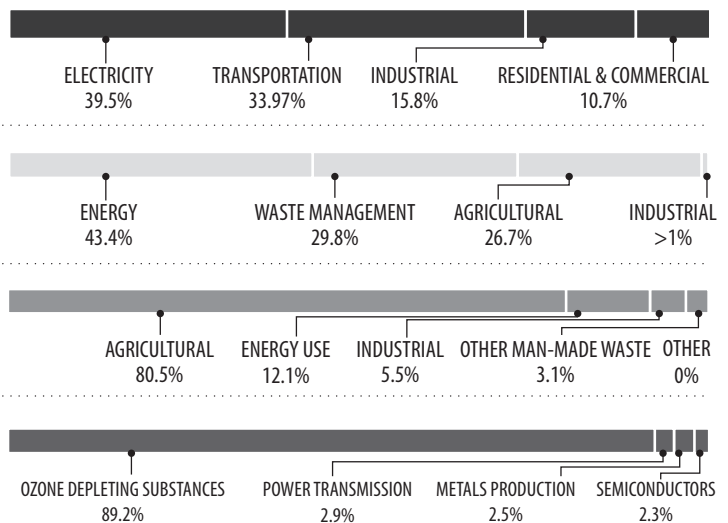 ELECTRICITY TRANSPORTATION INDUSTRIAL RESIDENTIAL & COMMERCIAL
39.5% 33.97% 15.8% 10.7%
ENERGY WASTE MANAGEMENT AGRICULTURAL INDUSTRIAL
43.4% 29.8% 26.7% >1%
AGRICULTURAL ENERGY USE INDUSTRIAL OTHER MAN-MADE WASTE OTHER
80.5% 12.1% 5.5% 3.1% 0%
OZONE DEPLETING SUBSTANCES POWER TRANSMISSION METALS PRODUCTION SEMICONDUCTORS
89.2% 2.9% 2.5% 2.3%